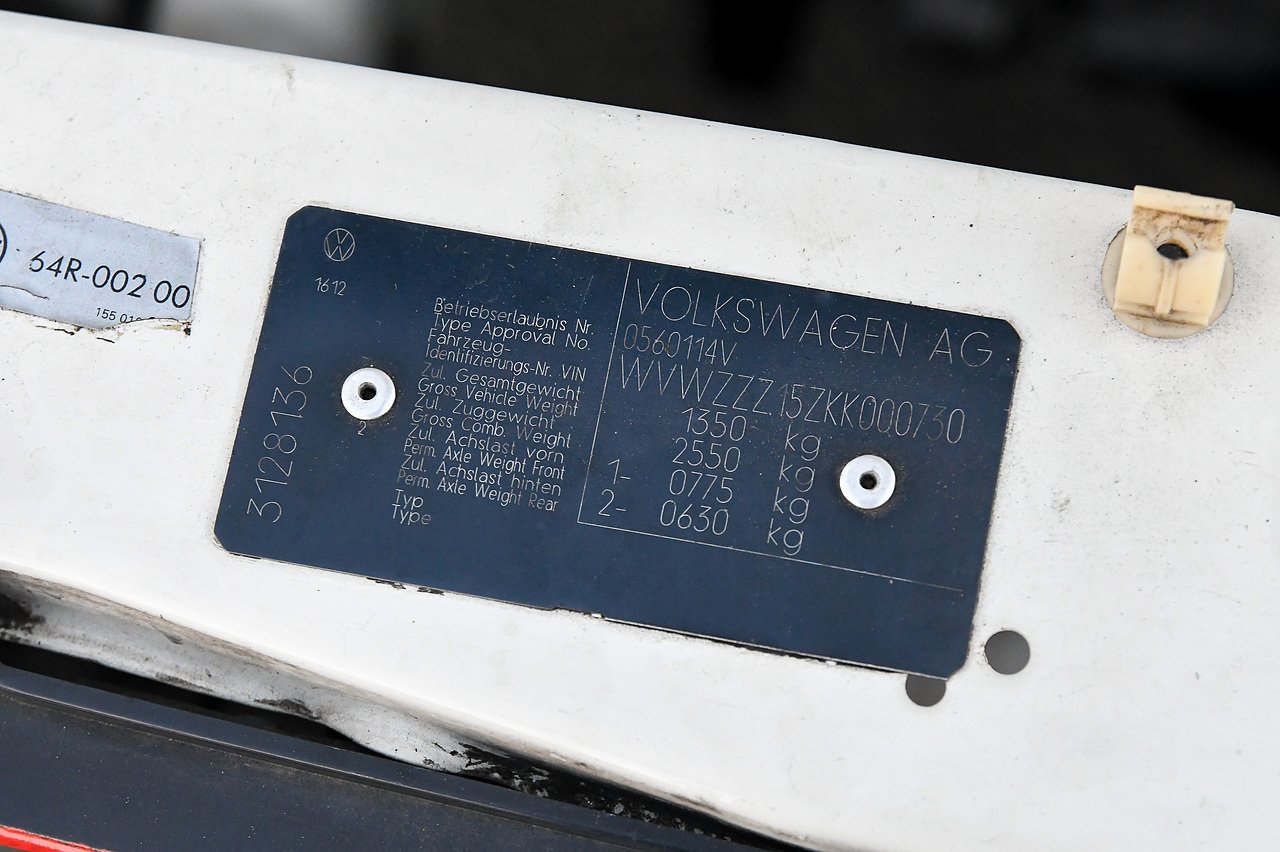 64R-002 00
1612
3128136
2
Betriebserlaubnis Nr.
Type Approval No.
Fahrzeug-
Identifizierungs-Nr. VIN
Zul. Gesamtgewicht
Gross Vehicle Weight
Zul. Zuggewicht
Gross Comb. Weight
Zul. Achslast vorn
Perm. Axle Weight Front
Zul. Achslast hinten
Perm. Axle Weight Rear
Typ
Type
VOLKSWAGEN AG
0560114V
WVWZZZ15ZKK000730
1350 kg
2550 kg
1- 0775 kg
2- 0630 kg